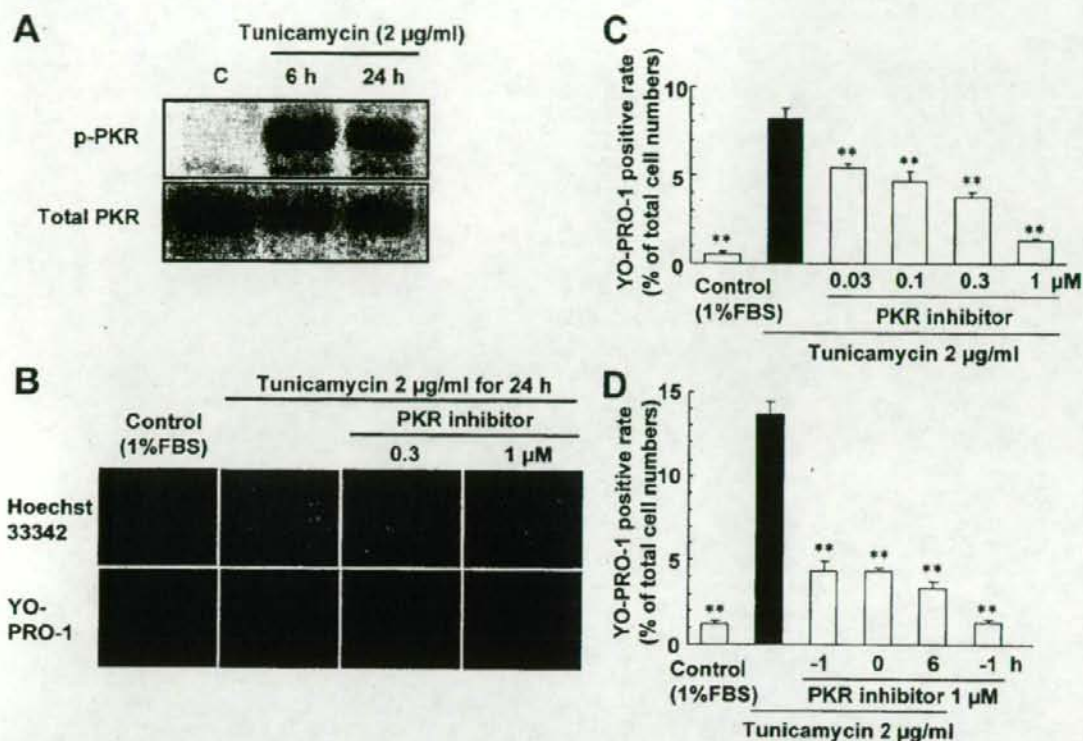 A
Tunicamycin (2 µg/ml)
C 6 h 24 h
p-PKR
Total PKR
B
Tunicamycin 2 µg/ml for 24 h
Control
(1%FBS)
PKR inhibitor
0.3 1 µM
Hoechst
33342
YO-
PRO-1
C
YO-PRO-1 positive rate
(% of total cell numbers)
10
5
0
**
**
**
**
**
Control
(1%FBS)
0.03 0.1 0.3 1 µM
PKR inhibitor
Tunicamycin 2 µg/ml
D
YO-PRO-1 positive rate
(% of total cell numbers)
15
10
5
0
**
**
**
**
**
Control
(1%FBS)
-1 0 6 -1 h
PKR inhibitor 1 µM
Tunicamycin 2 µg/ml